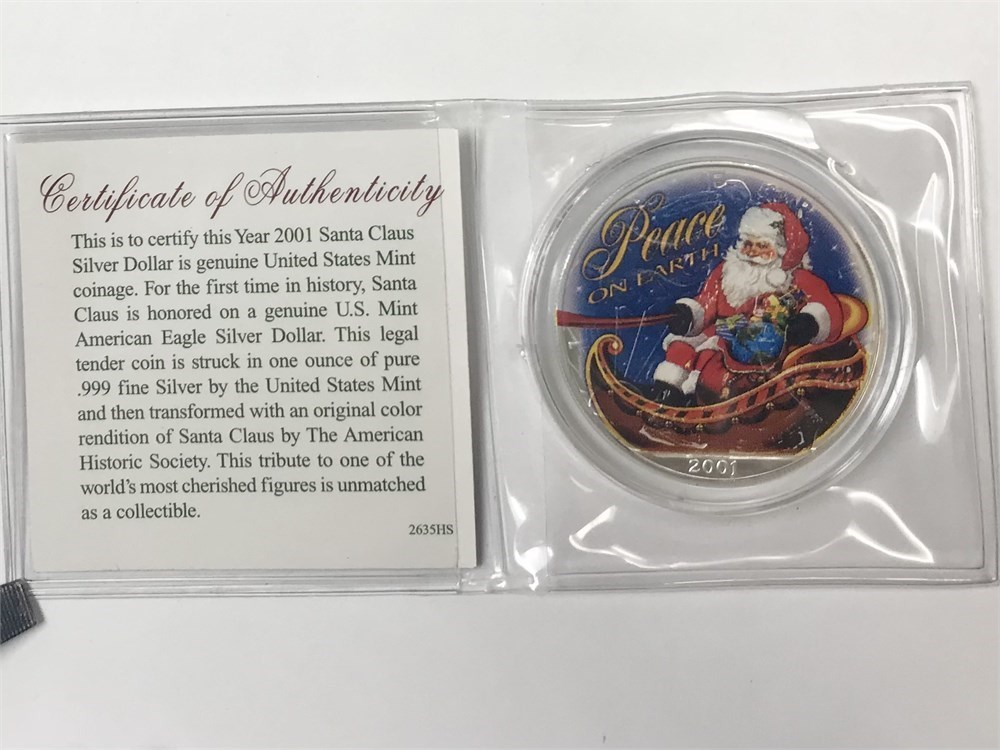 Certificate of Authenticity
This is to certify this Year 2001 Santa Claus
Silver Dollar is genuine United States Mint
coinage. For the first time in history, Santa
Claus is honored on a genuine U.S. Mint
American Eagle Silver Dollar. This legal
tender coin is struck in one ounce of pure
.999 fine Silver by the United States Mint
and then transformed with an original color
rendition of Santa Claus by The American
Historic Society. This tribute to one of the
world's most cherished figures is unmatched
as a collectible.
2635HS
Peace
ON EARTH
2001